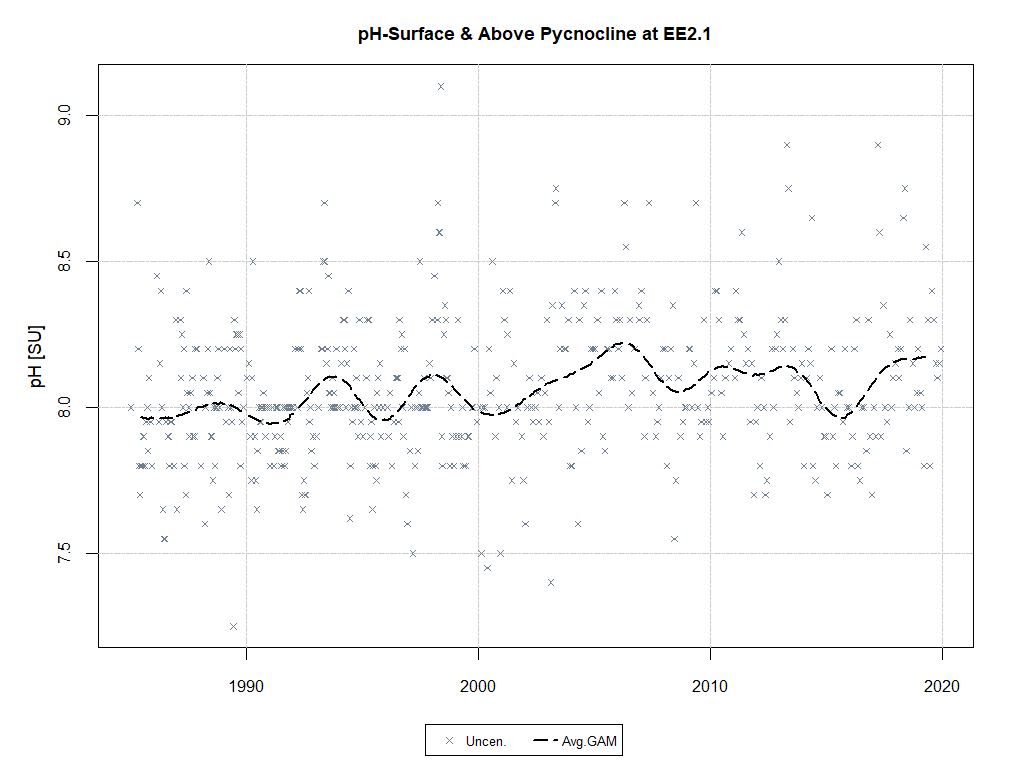 pH-Surface & Above Pycnocline at EE2.1
9.0
8.5
8.0
7.5
pH [SU]
1990 2000 2010 2020
Uncen. Avg.GAM